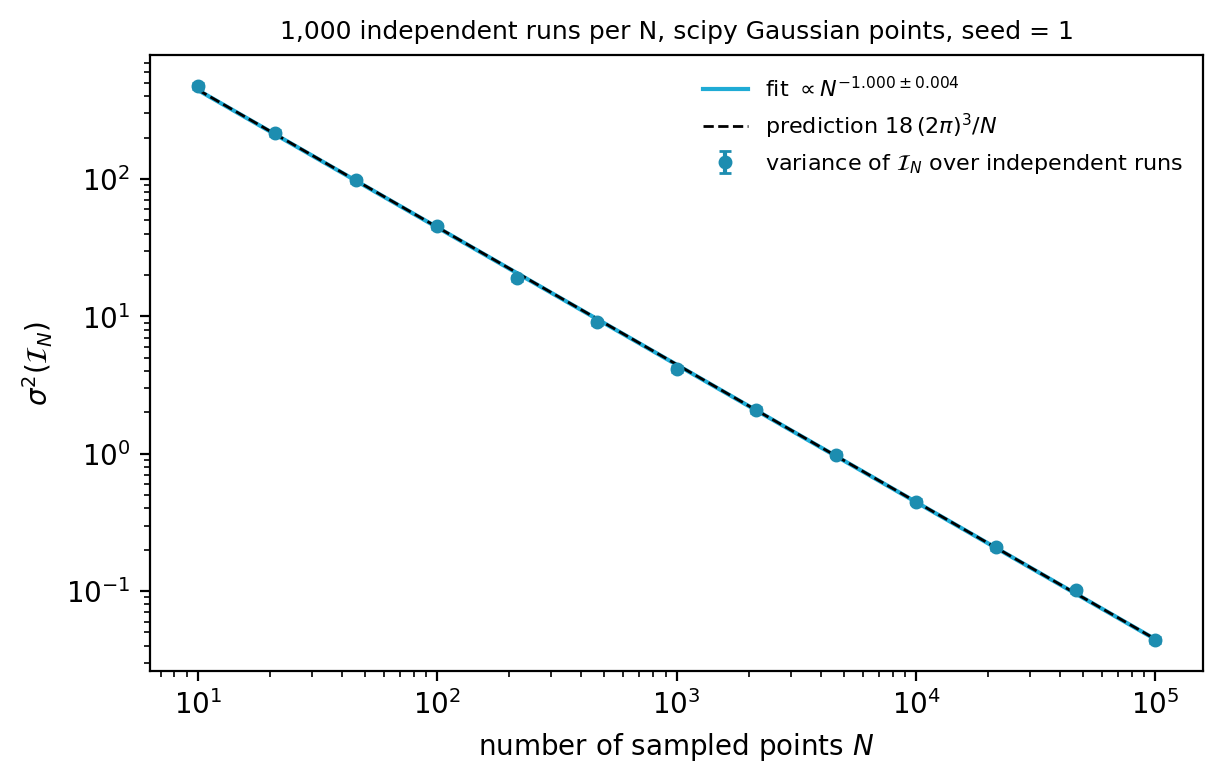 1,000 independent runs per N, scipy Gaussian points, seed = 1
fit ∝ N^{−1.000 ± 0.004}
prediction 18 (2π)³/N
variance of ℐ_N over independent runs
σ²(ℐ_N)
10²
10¹
10⁰
10⁻¹
10¹ 10² 10³ 10⁴ 10⁵
number of sampled points N